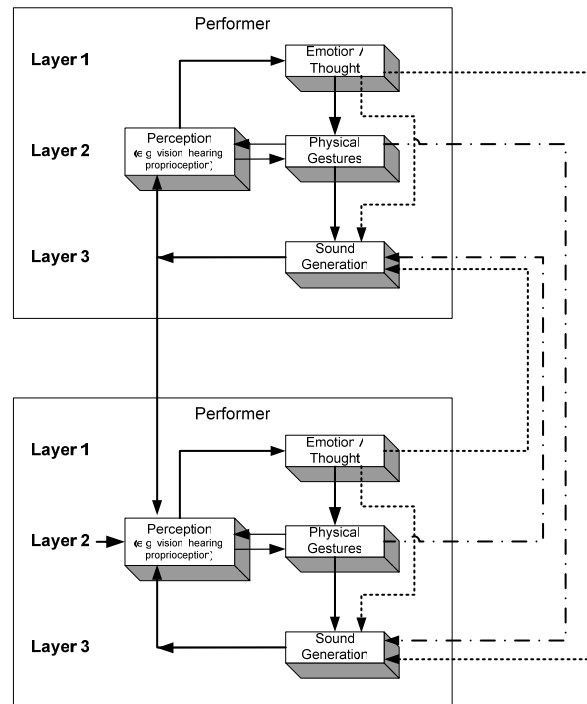 Performer
Layer 1
Emotion /
Thought
Layer 2
Perception
(e g vision hearing
proprioception)
Physical
Gestures
Layer 3
Sound
Generation
Performer
Layer 1
Emotion /
Thought
Layer 2
Perception
(e g vision hearing
proprioception)
Physical
Gestures
Layer 3
Sound
Generation